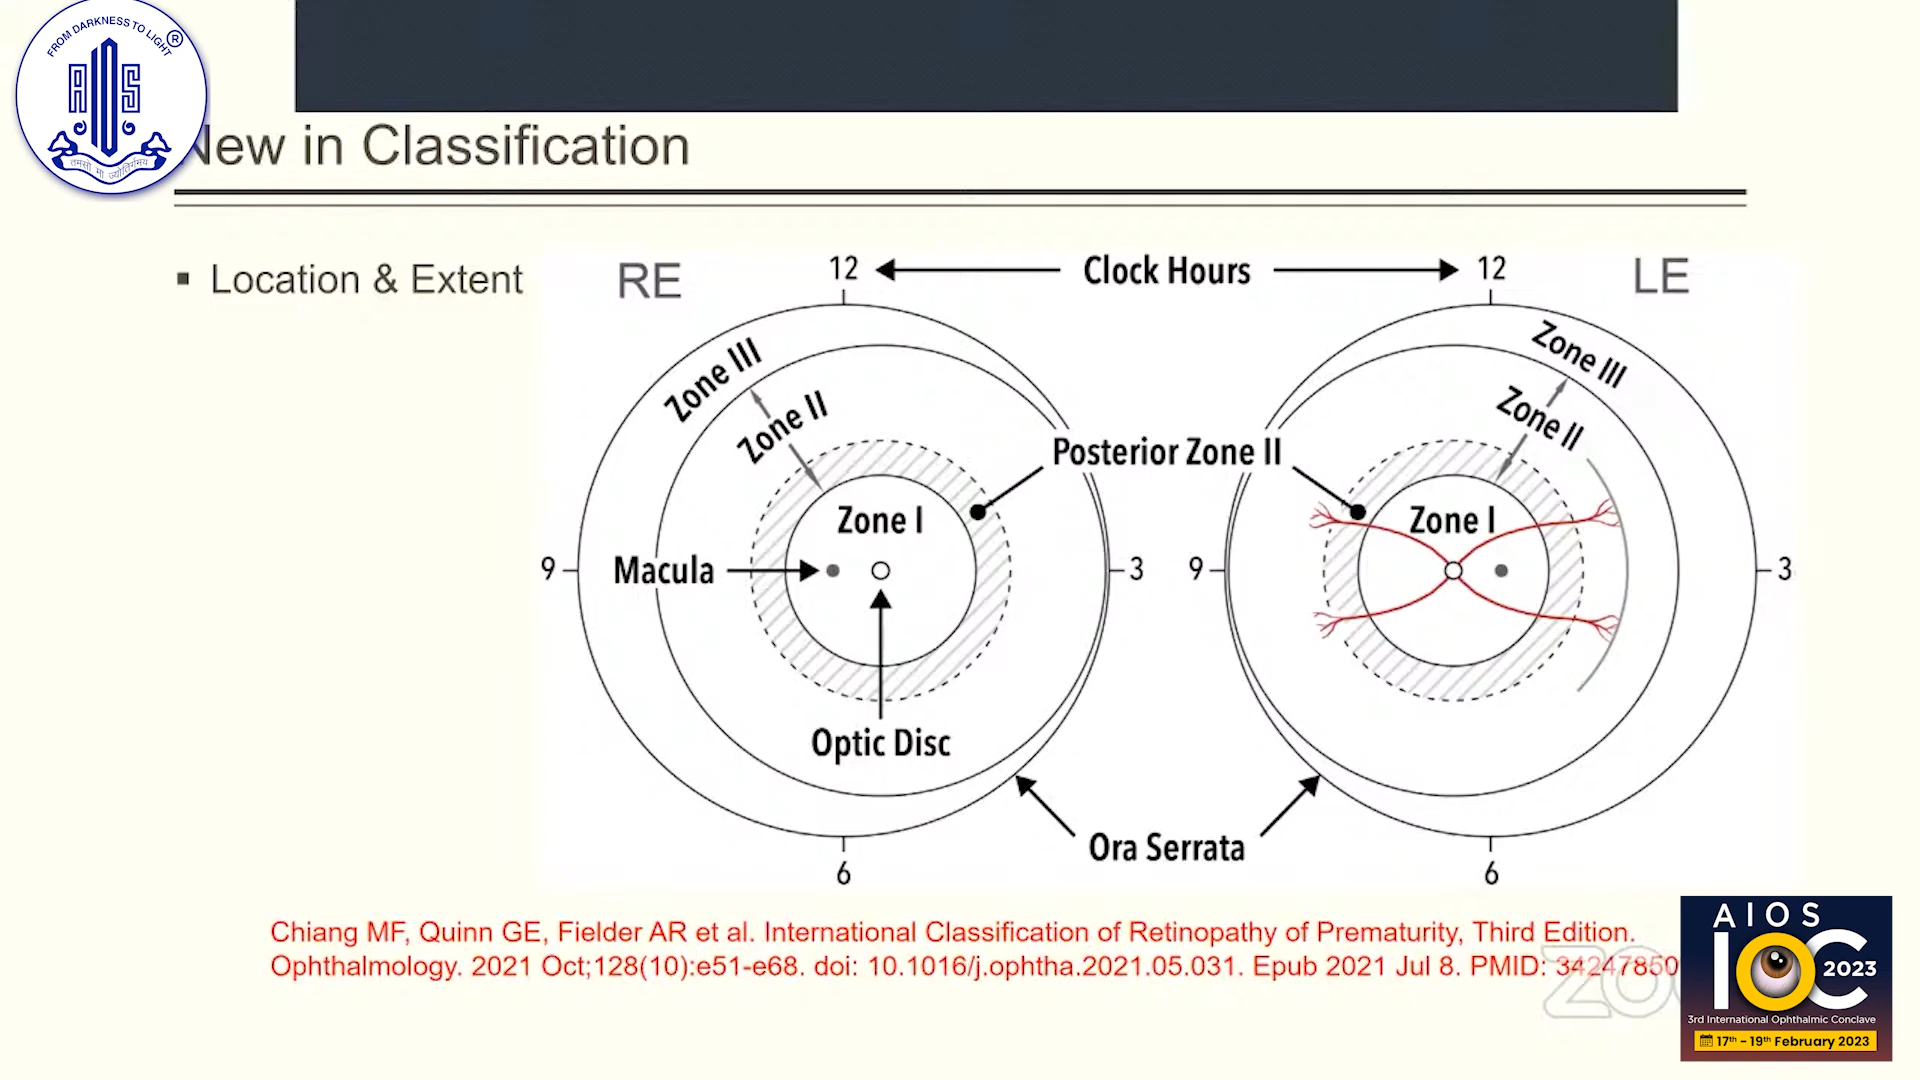 FROM DARKNESS TO LIGHT
®
AIOS
तमसो मा ज्योतिर्गमय
New in Classification
▪ Location & Extent
RE
12
Clock Hours
12
LE
Zone III
Zone III
Zone II
Zone II
Posterior Zone II
Zone I
Zone I
9
Macula
3
9
3
Optic Disc
Ora Serrata
6
6
Chiang MF, Quinn GE, Fielder AR et al. International Classification of Retinopathy of Prematurity, Third Edition.
Ophthalmology. 2021 Oct;128(10):e51-e68. doi: 10.1016/j.ophtha.2021.05.031. Epub 2021 Jul 8. PMID: 34247850
AIOS
IOC 2023
3rd International Ophthalmic Conclave
17th - 19th February 2023